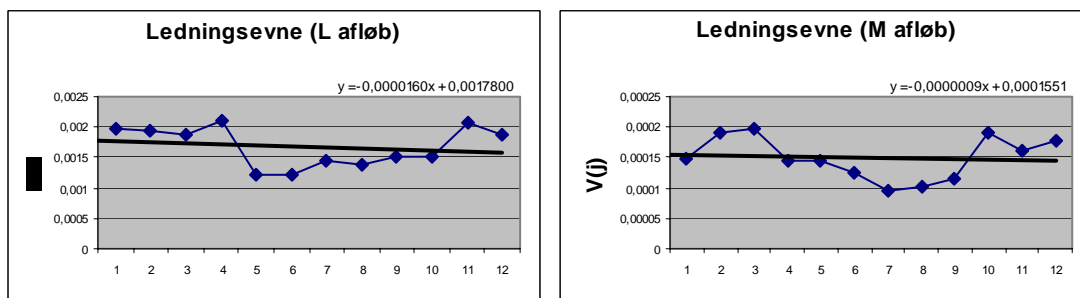 Ledningsevne (L afløb)
y = -0,0000160x + 0,0017800
0,0025
0,002
0,0015
0,001
0,0005
0
1 2 3 4 5 6 7 8 9 10 11 12
Ledningsevne (M afløb)
y = -0,0000009x + 0,0001551
V(j)
0,00025
0,0002
0,00015
0,0001
0,00005
0
1 2 3 4 5 6 7 8 9 10 11 12